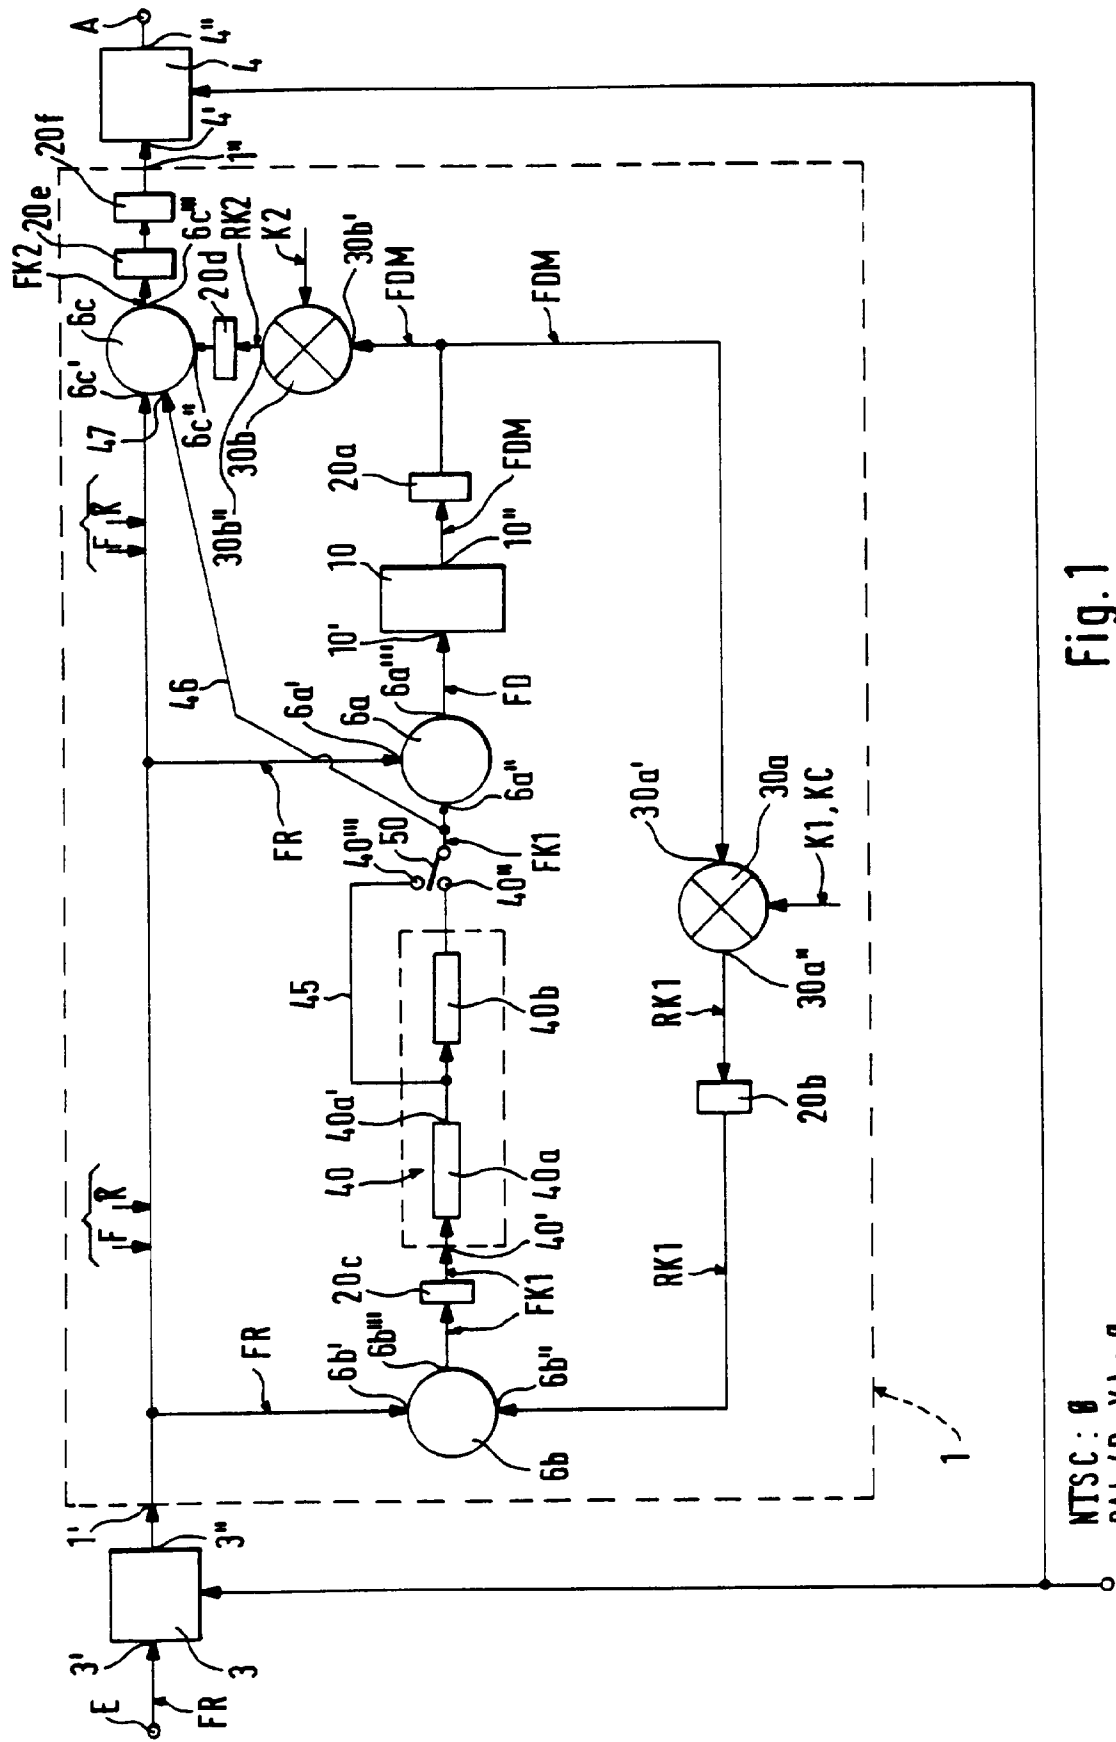 E
FR
3'
3
3"
1'
F R
FR
6b'
6b'''
6b"
6b
20c
FK1
40'
40
40a'
40a
40b
45
40'''
50
40"
FK1
FR
46
6a'
6a
6a'''
6a"
FD
10'
10
10"
FDM
20a
F R
47
6c'
6c
6c"
6c'''
FK2
20e
20f
1"
4'
4
4"
A
20d
RK2
K2
30b
30b"
30b'
FDM
FDM
30a'
30a
K1, KC
30a"
RK1
20b
RK1
1
NTSC: 0
Fig. 1